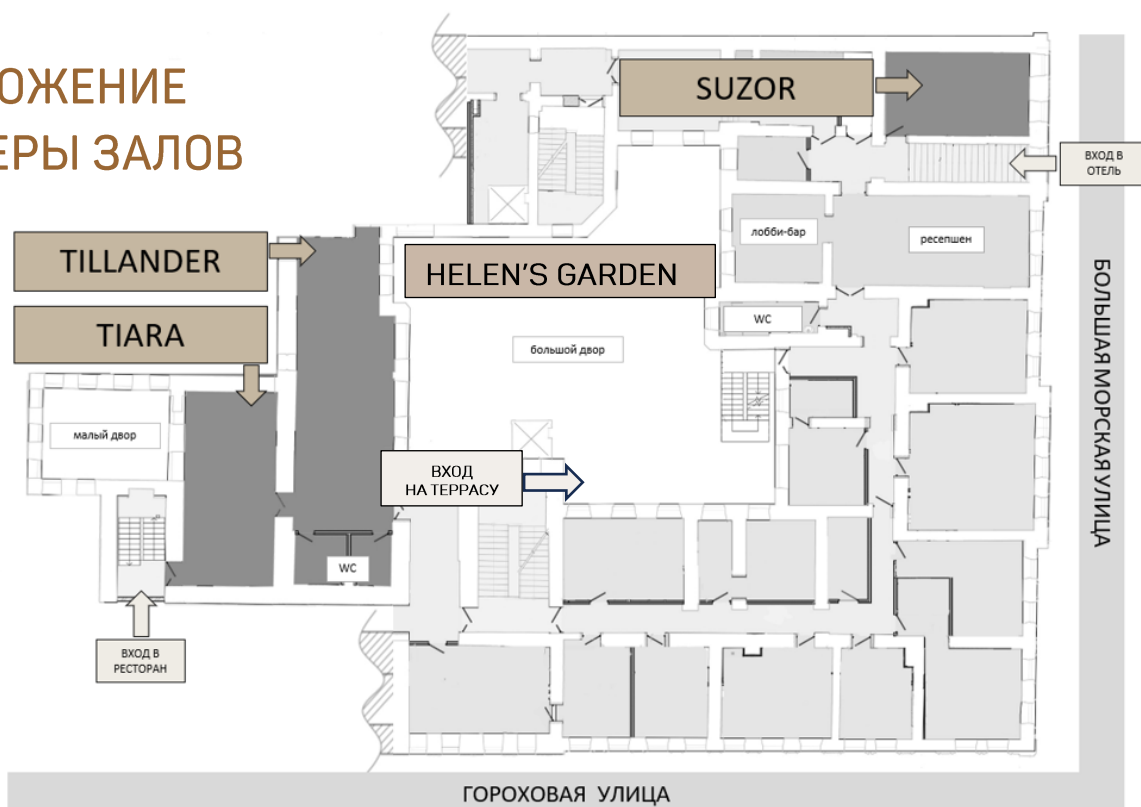 ОЖЕНИЕ
ЕРЫ ЗАЛОВ
SUZOR
ВХОД В
ОТЕЛЬ
TILLANDER
HELEN'S GARDEN
лобби-бар
ресепшен
TIARA
WC
большой двор
малый двор
ВХОД
НА ТЕРРАСУ
WC
ВХОД В
РЕСТОРАН
БОЛЬШАЯ МОРСКАЯ УЛИЦА
ГОРОХОВАЯ УЛИЦА